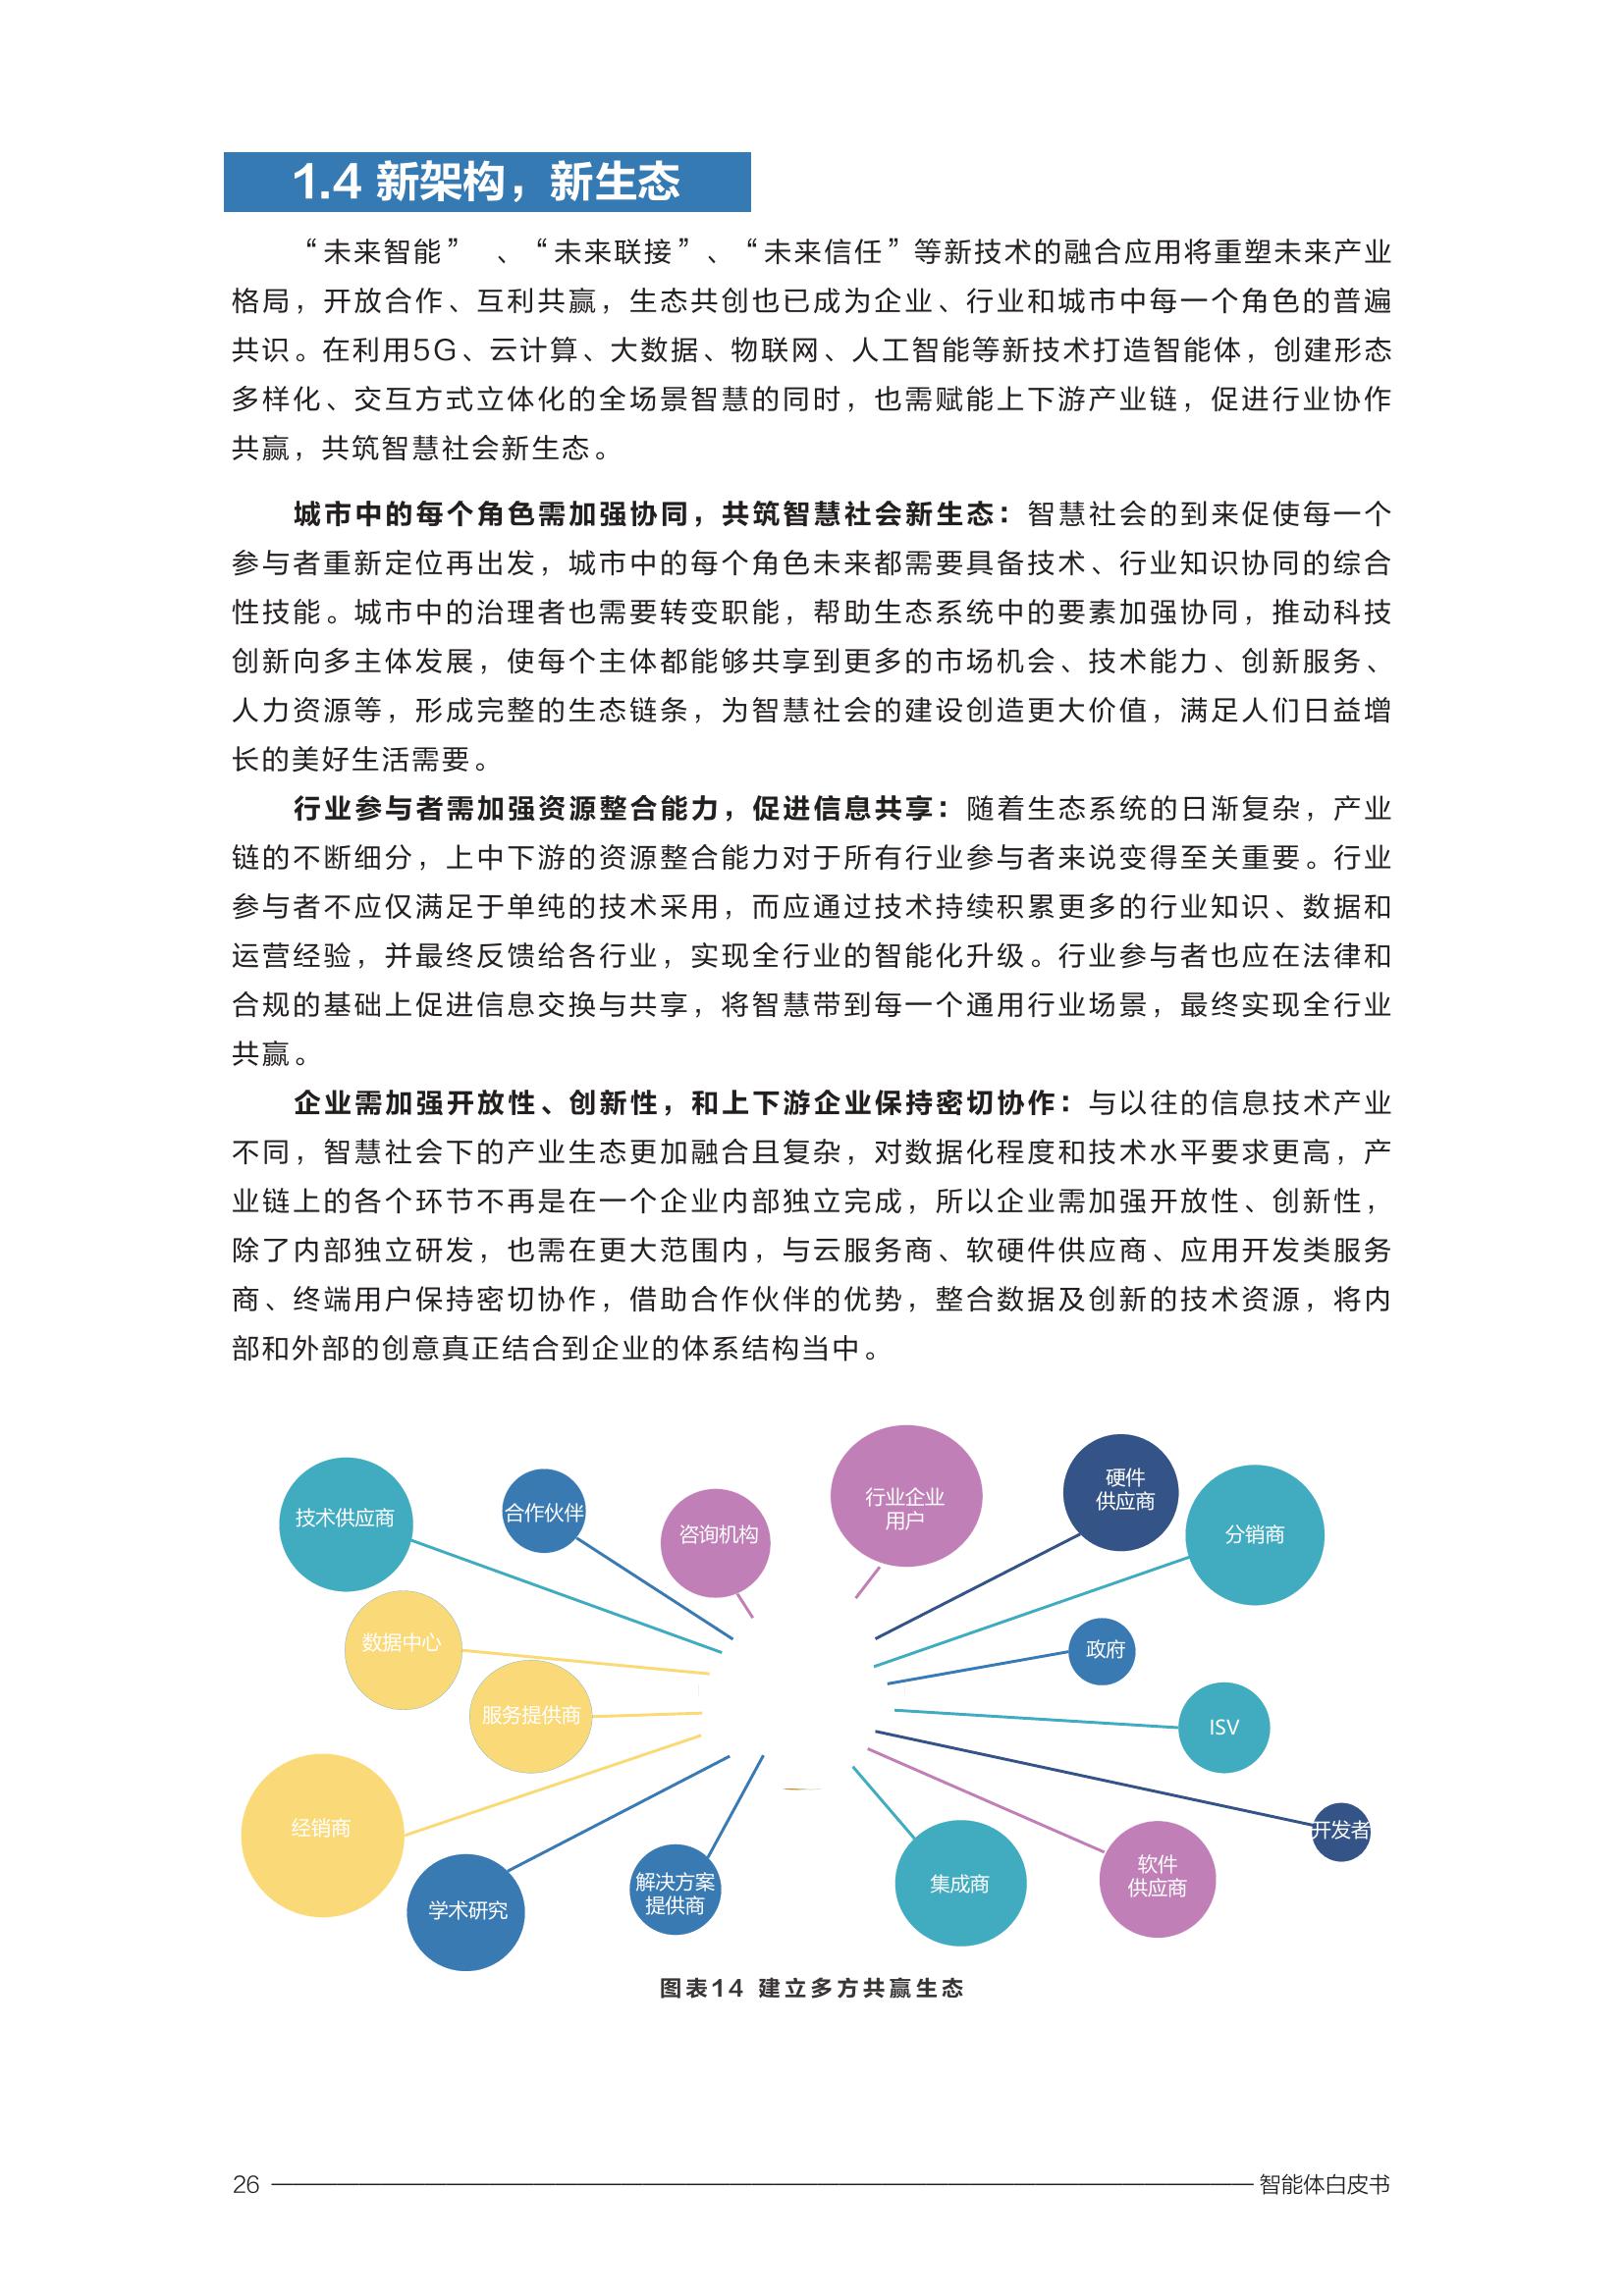 1.4 新架构，新生态
“未来智能” 、“未来联接”、“未来信任”等新技术的融合应用将重塑未来产业
格局，开放合作、互利共赢，生态共创也已成为企业、行业和城市中每一个角色的普遍
共识。在利用5G、云计算、大数据、物联网、人工智能等新技术打造智能体，创建形态
多样化、交互方式立体化的全场景智慧的同时，也需赋能上下游产业链，促进行业协作
共赢，共筑智慧社会新生态。
城市中的每个角色需加强协同，共筑智慧社会新生态：智慧社会的到来促使每一个
参与者重新定位再出发，城市中的每个角色未来都需要具备技术、行业知识协同的综合
性技能。城市中的治理者也需要转变职能，帮助生态系统中的要素加强协同，推动科技
创新向多主体发展，使每个主体都能够共享到更多的市场机会、技术能力、创新服务、
人力资源等，形成完整的生态链条，为智慧社会的建设创造更大价值，满足人们日益增
长的美好生活需要。
行业参与者需加强资源整合能力，促进信息共享：随着生态系统的日渐复杂，产业
链的不断细分，上中下游的资源整合能力对于所有行业参与者来说变得至关重要。行业
参与者不应仅满足于单纯的技术采用，而应通过技术持续积累更多的行业知识、数据和
运营经验，并最终反馈给各行业，实现全行业的智能化升级。行业参与者也应在法律和
合规的基础上促进信息交换与共享，将智慧带到每一个通用行业场景，最终实现全行业
共赢。
企业需加强开放性、创新性，和上下游企业保持密切协作：与以往的信息技术产业
不同，智慧社会下的产业生态更加融合且复杂，对数据化程度和技术水平要求更高，产
业链上的各个环节不再是在一个企业内部独立完成，所以企业需加强开放性、创新性，
除了内部独立研发，也需在更大范围内，与云服务商、软硬件供应商、应用开发类服务
商、终端用户保持密切协作，借助合作伙伴的优势，整合数据及创新的技术资源，将内
部和外部的创意真正结合到企业的体系结构当中。
技术供应商
合作伙伴
咨询机构
行业企业
用户
硬件
供应商
分销商
数据中心
服务提供商
政府
ISV
经销商
开发者
学术研究
解决方案
提供商
集成商
软件
供应商
图表14 建立多方共赢生态
26
智能体白皮书